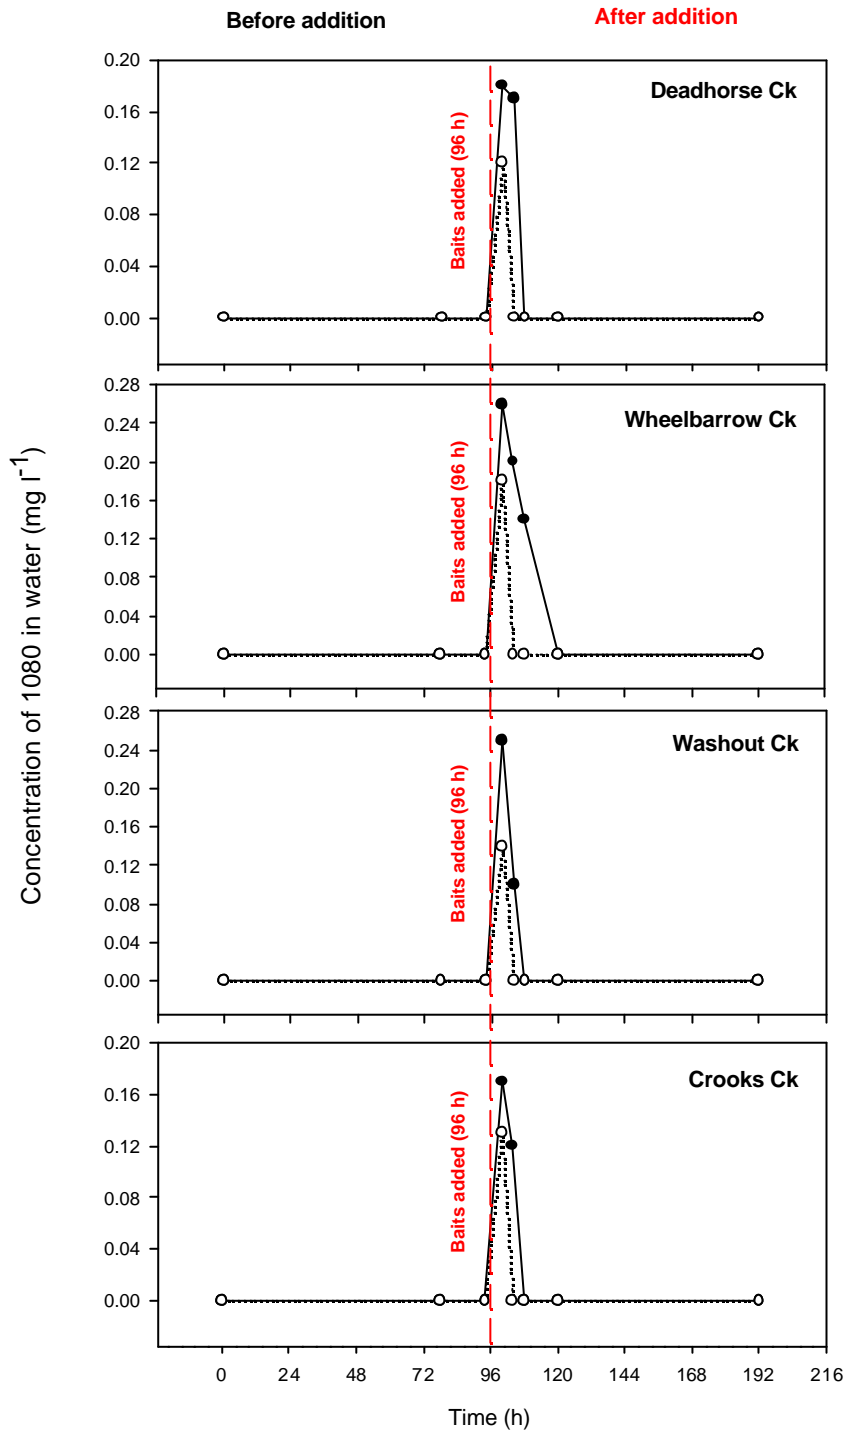 Before addition
After addition
Concentration of 1080 in water (mg l-1)
0.20
0.16
0.12
0.08
0.04
0.00
Baits added (96 h)
Deadhorse Ck
0.28
0.24
0.20
0.16
0.12
0.08
0.04
0.00
Baits added (96 h)
Wheelbarrow Ck
0.28
0.24
0.20
0.16
0.12
0.08
0.04
0.00
Baits added (96 h)
Washout Ck
0.20
0.16
0.12
0.08
0.04
0.00
Baits added (96 h)
Crooks Ck
0 24 48 72 96 120 144 168 192 216
Time (h)